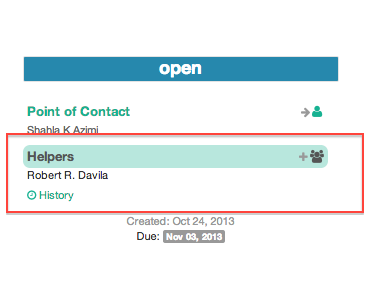 open
Point of Contact
Shahla K Azimi
Helpers
Robert R. Davila
History
Created: Oct 24, 2013
Due: Nov 03, 2013